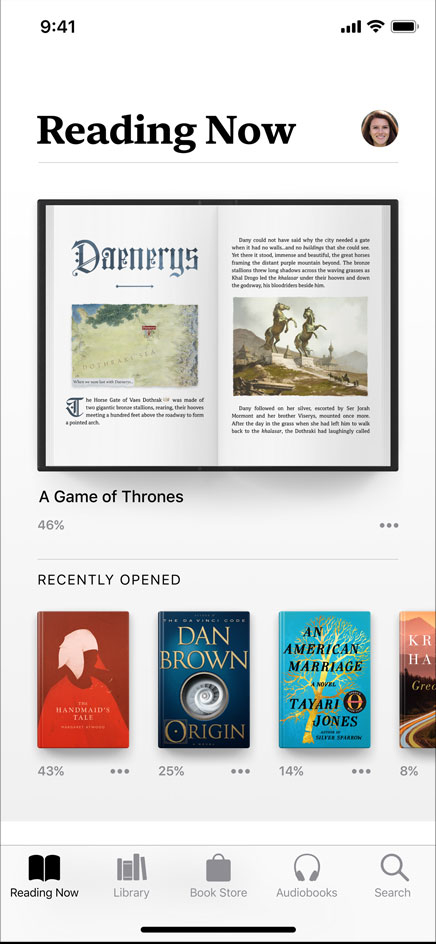 9:41
Reading Now
Daenerys
DOTHRAKI SEA
When we were last with Daenerys...
The Horse Gate of Vaes Dothrak was made of
two gigantic bronze stallions, rearing, their hooves
meeting a hundred feet above the roadway to form
a pointed arch.
Dany could not have said why the city needed a gate
when it had no walls...and no buildings that she could see.
Yet there it stood, immense and beautiful, the great horses
framing the distant purple mountain beyond. The bronze
stallions threw long shadows across the waving grasses as
Khal Drogo led the khalasar under their hooves and down
the godsway, his bloodriders beside him.
Dany followed on her silver, escorted by Ser Jorah
Mormont and her brother Viserys, mounted once more.
After the day in the grass when she had left him to walk
back to the khalasar, the Dothraki had laughingly called
A Game of Thrones
46%
RECENTLY OPENED
The
HANDMAID'S
TALE
MARGARET ATWOOD
43%
THE DA VINCI CODE
DAN
BROWN
ORIGIN
A NOVEL
25%
AN
AMERICAN
MARRIAGE
A NOVEL
TAYARI
JONES
AUTHOR OF
SILVER SPARROW
14%
KR
HA
Grea
8%
Reading Now
Library
Book Store
Audiobooks
Search